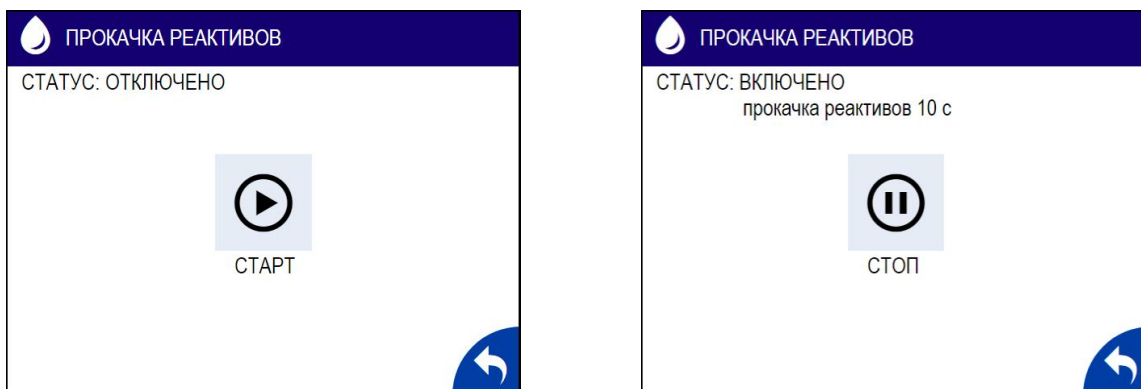 ПРОКАЧКА РЕАКТИВОВ
СТАТУС: ОТКЛЮЧЕНО
СТАРТ
ПРОКАЧКА РЕАКТИВОВ
СТАТУС: ВКЛЮЧЕНО
прокачка реактивов 10 с
СТОП